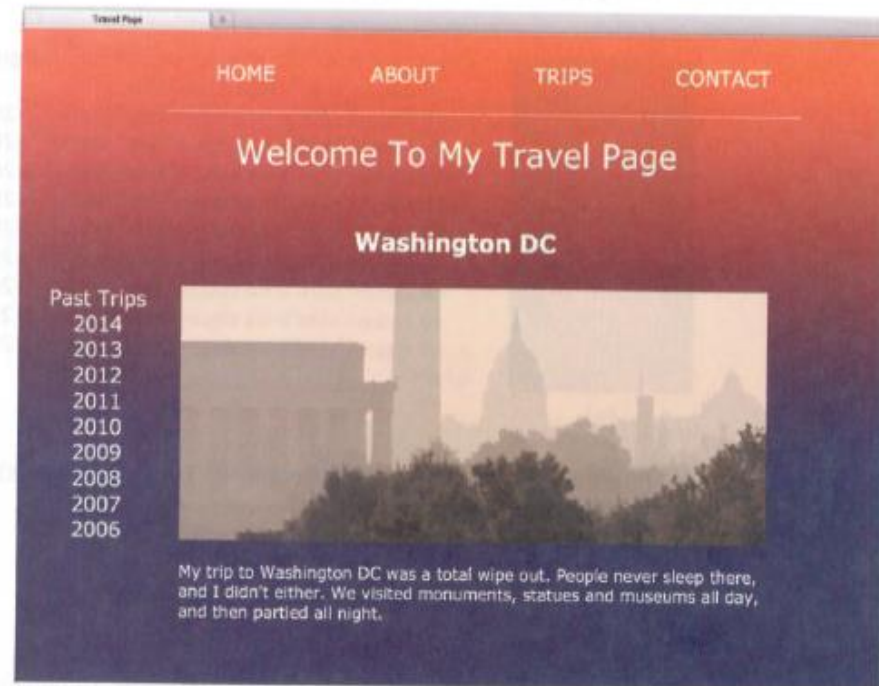 Travel Page
HOME ABOUT TRIPS CONTACT
Welcome To My Travel Page
Washington DC
Past Trips
2014
2013
2012
2011
2010
2009
2008
2007
2006
My trip to Washington DC was a total wipe out. People never sleep there,
and I didn't either. We visited monuments, statues and museums all day,
and then partied all night.